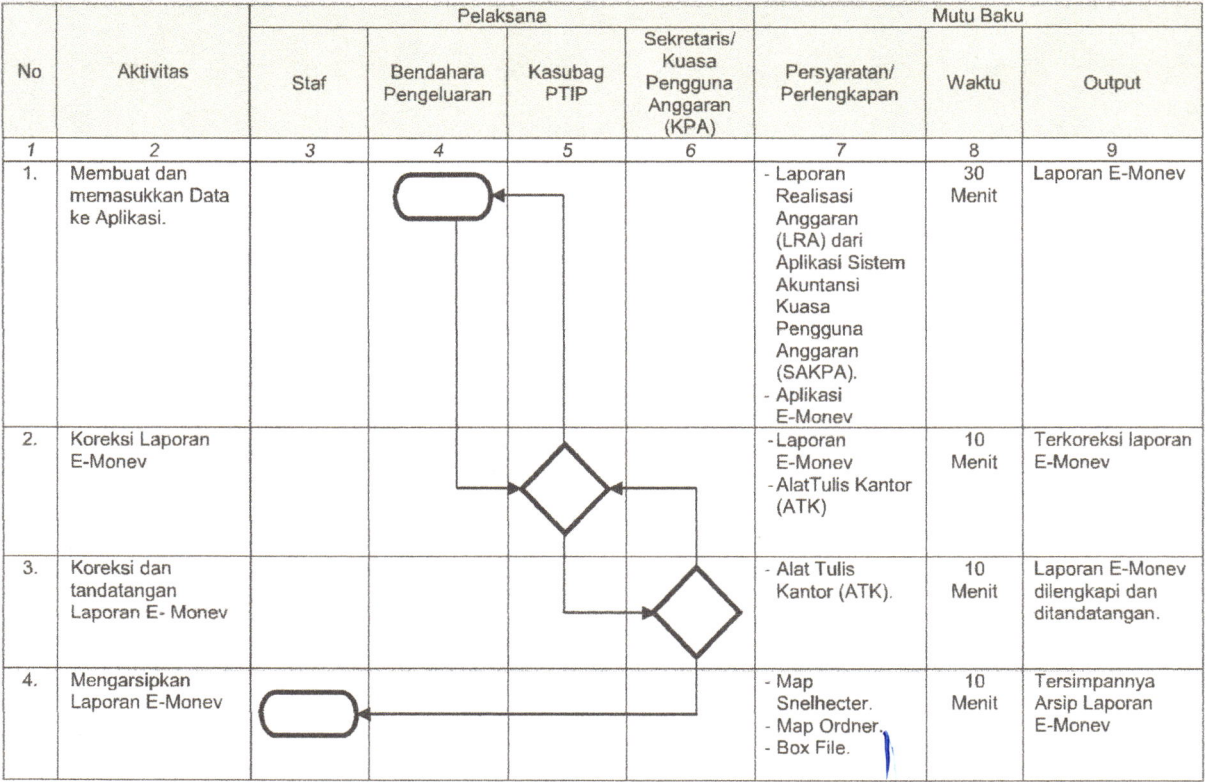 Pelaksana
Mutu Baku
No
Aktivitas
Staf
Bendahara
Pengeluaran
Kasubag
PTIP
Sekretaris/
Kuasa
Pengguna
Anggaran
(KPA)
Persyaratan/
Perlengkapan
Waktu
Output
1
2
3
4
5
6
7
8
9
1.
Membuat dan
memasukkan Data
ke Aplikasi.
- Laporan
Realisasi
Anggaran
(LRA) dari
Aplikasi Sistem
Akuntansi
Kuasa
Pengguna
Anggaran
(SAKPA).
- Aplikasi
E-Monev
30
Menit
Laporan E-Monev
2.
Koreksi Laporan
E-Monev
- Laporan
E-Monev
- AlatTulis Kantor
(ATK)
10
Menit
Terkoreksi laporan
E-Monev
3.
Koreksi dan
tandatangan
Laporan E- Monev
- Alat Tulis
Kantor (ATK).
10
Menit
Laporan E-Monev
dilengkapi dan
ditandatangan.
4.
Mengarsipkan
Laporan E-Monev
- Map
Snelhecter.
- Map Ordner.
- Box File.
10
Menit
Tersimpannya
Arsip Laporan
E-Monev